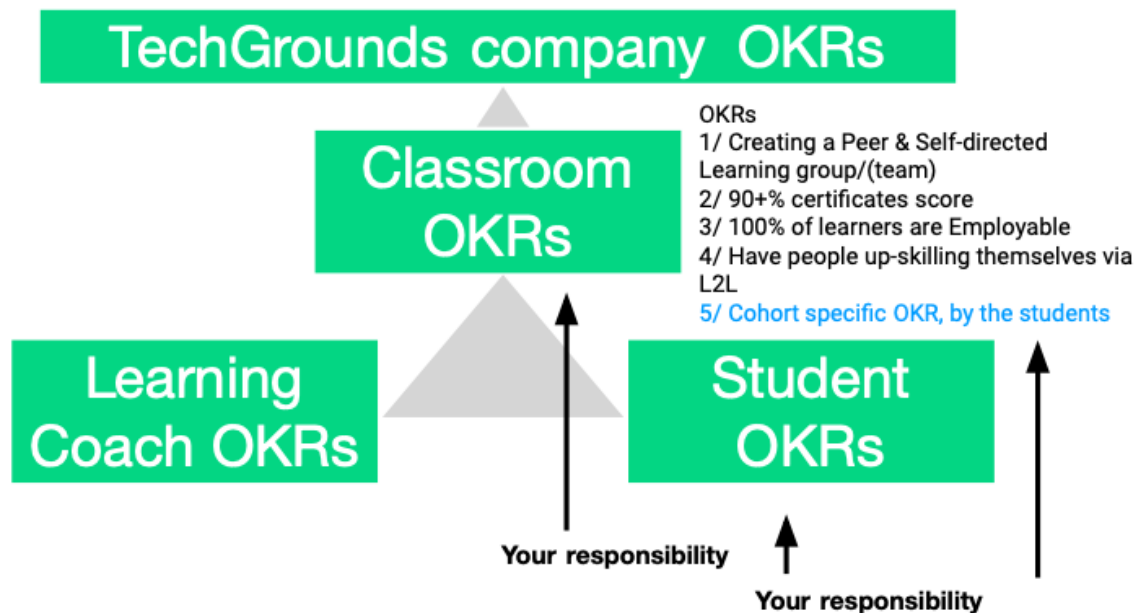 TechGrounds company OKRs
Classroom
OKRs
OKRs
1/ Creating a Peer & Self-directed
Learning group/(team)
2/ 90+% certificates score
3/ 100% of learners are Employable
4/ Have people up-skilling themselves via
L2L
5/ Cohort specific OKR, by the students
Learning
Coach OKRs
Student
OKRs
Your responsibility
Your responsibility